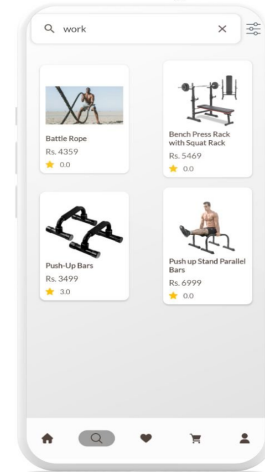 work
Battle Rope
Rs. 4359
0.0
Bench Press Rack
with Squat Rack
Rs. 5469
0.0
Push-Up Bars
Rs. 3499
3.0
Push up Stand Parallel
Bars
Rs. 6999
0.0